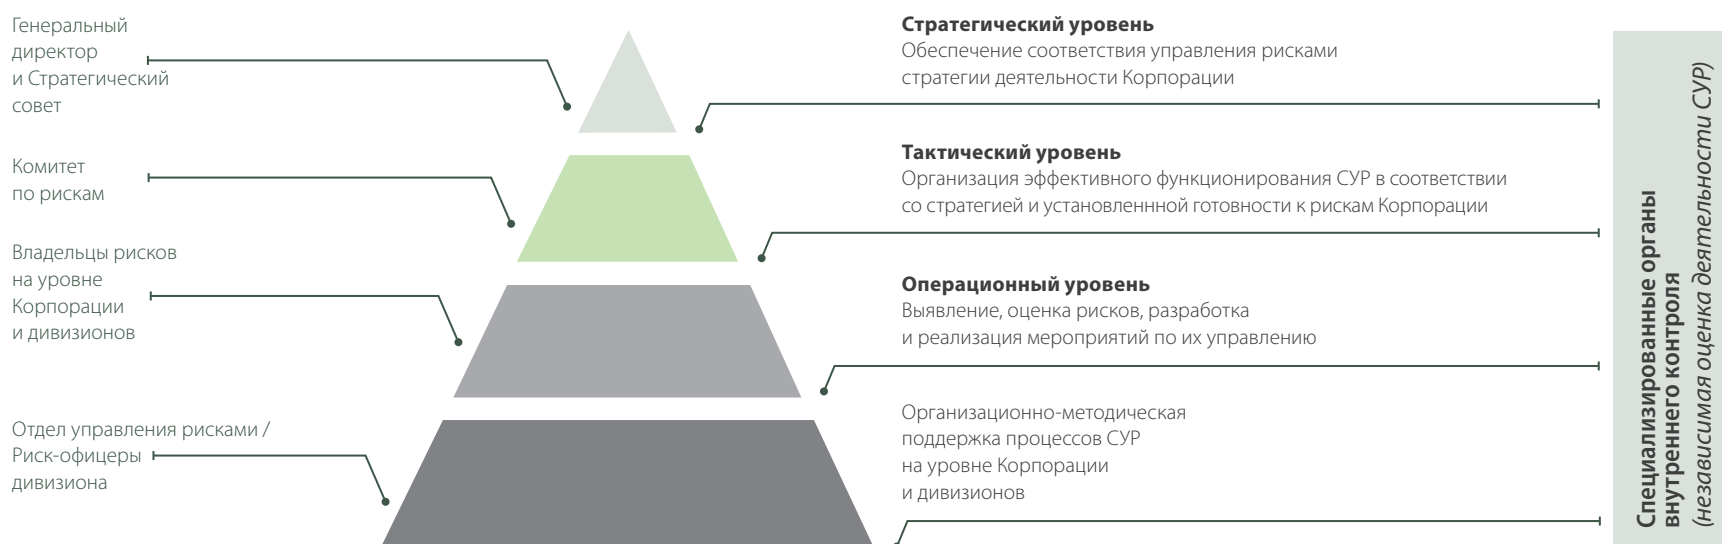 Генеральный
директор
и Стратегический
совет
Стратегический уровень
Обеспечение соответствия управления рисками
стратегии деятельности Корпорации
Комитет
по рискам
Тактический уровень
Организация эффективного функционирования СУР в соответствии
со стратегией и установленнной готовности к рискам Корпорации
Владельцы рисков
на уровне
Корпорации
и дивизионов
Операционный уровень
Выявление, оценка рисков, разработка
и реализация мероприятий по их управлению
Отдел управления рисками /
Риск-офицеры
дивизиона
Организационно-методическая
поддержка процессов СУР
на уровне Корпорации
и дивизионов
Специализированные органы
внутреннего контроля
(независимая оценка деятельности СУР)